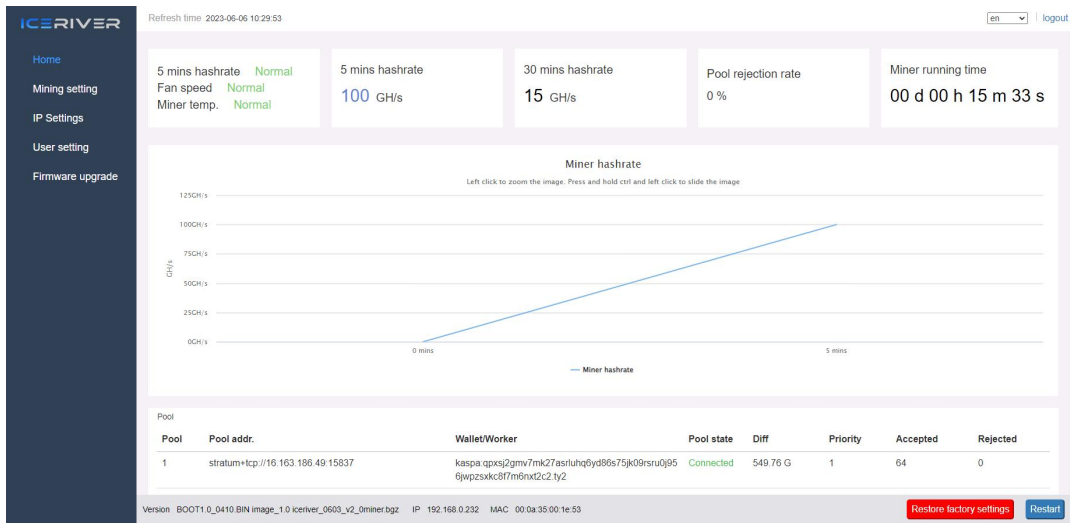 ICERIVER
Refresh time 2023-06-06 10:29:53
en
logout
Home
Mining setting
IP Settings
User setting
Firmware upgrade
5 mins hashrate Normal
Fan speed Normal
Miner temp. Normal
5 mins hashrate
100 GH/s
30 mins hashrate
15 GH/s
Pool rejection rate
0 %
Miner running time
00 d 00 h 15 m 33 s
Miner hashrate
Left click to zoom the image. Press and hold ctrl and left click to slide the image
GH/s
125GH/s
100GH/s
75GH/s
50GH/s
25GH/s
0GH/s
0 mins
5 mins
Miner hashrate
Pool
Pool Pool addr. Wallet/Worker Pool state Diff Priority Accepted Rejected
1 stratum+tcp://16.163.186.49:15837 kaspa:qpxsj2gmv7mk27asrluhq6yd86s75jk09rsru0j95 Connected 549.76 G 1 64 0
6jwpzsxkc8f7m6nxt2c2.ty2
Version BOOT1.0_0410.BIN image_1.0 iceriver_0603_v2_0miner.bgz IP 192.168.0.232 MAC 00:0a:35:00:1e:53
Restore factory settings
Restart